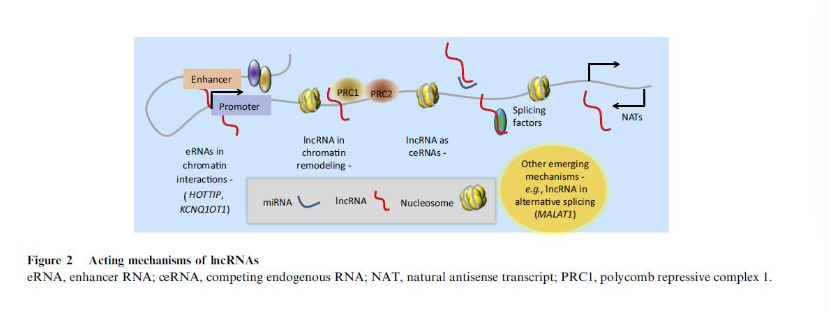 Enhancer
Promoter
PRC1
PRC2
Splicing
factors
NATs
eRNAs in
chromatin
interactions -
(HOTTIP,
KCNQ1OT1)
lncRNA in
chromatin
remodeling -
lncRNA as
ceRNAs -
Other emerging
mechanisms -
e.g., lncRNA in
alternative splicing
(MALAT1)
miRNA
lncRNA
Nucleosome
Figure 2 Acting mechanisms of lncRNAs
eRNA, enhancer RNA; ceRNA, competing endogenous RNA; NAT, natural antisense transcript; PRC1, polycomb repressive complex 1.